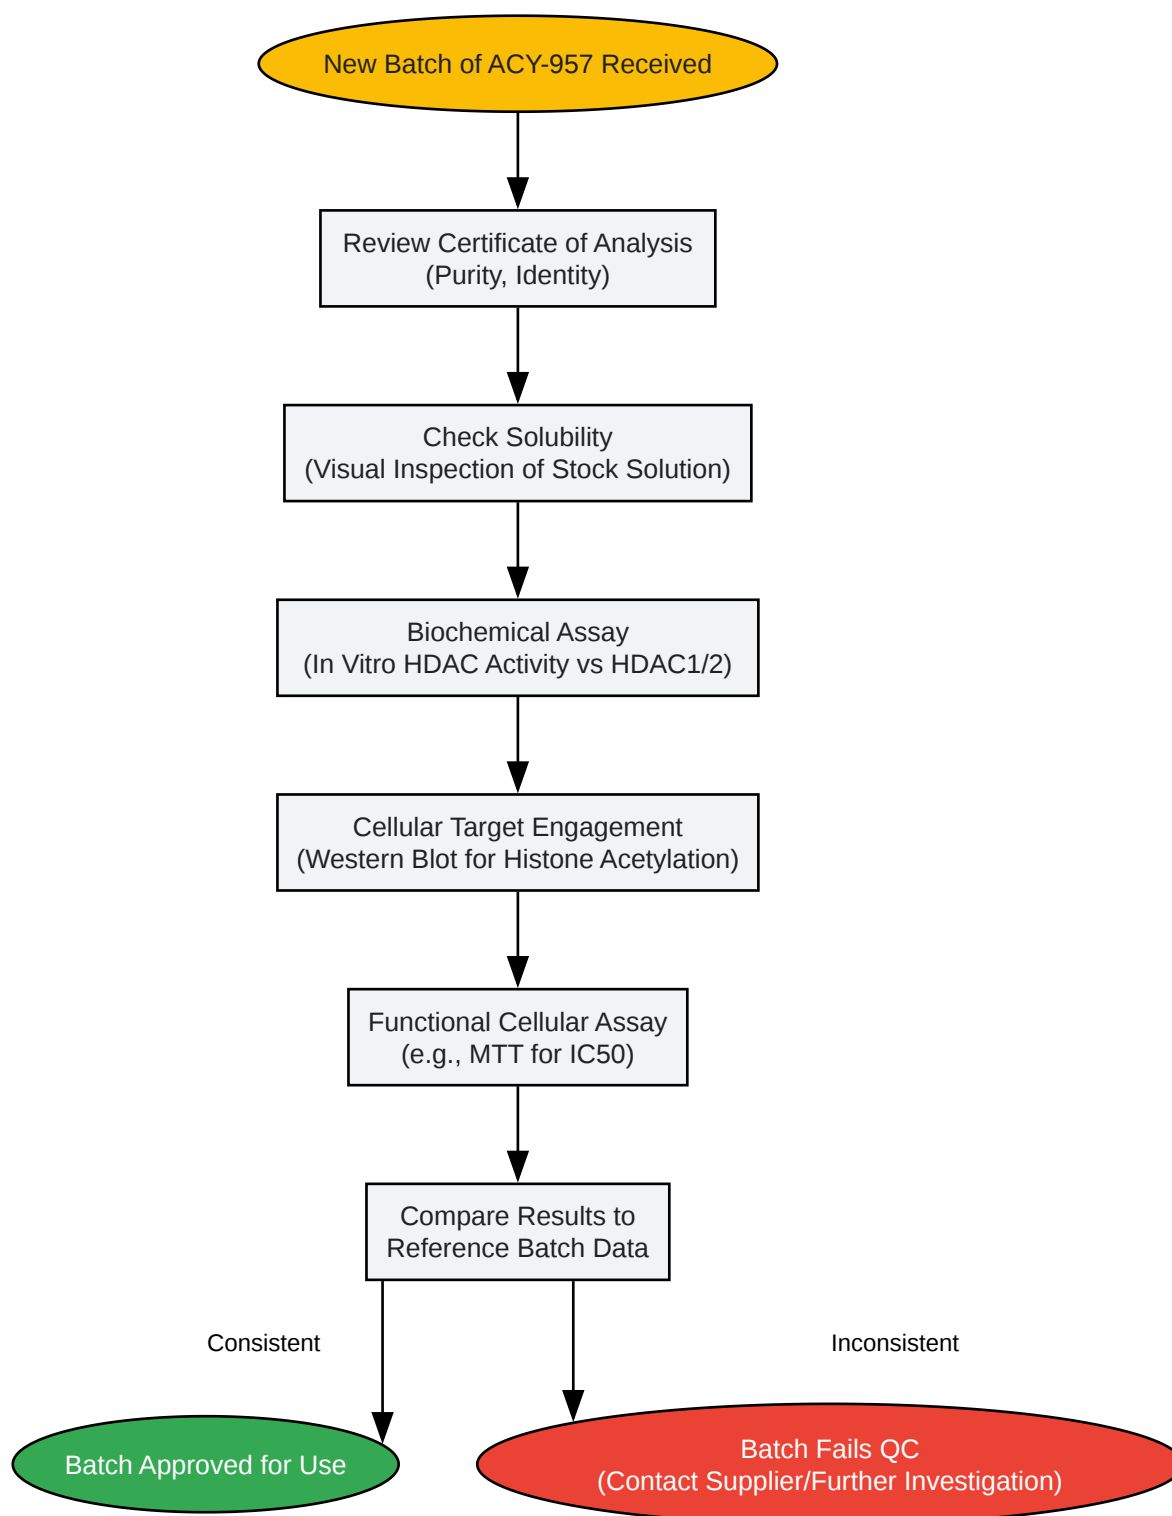 New Batch of ACY-957 Received
Review Certificate of Analysis
(Purity, Identity)
Check Solubility
(Visual Inspection of Stock Solution)
Biochemical Assay
(In Vitro HDAC Activity vs HDAC1/2)
Cellular Target Engagement
(Western Blot for Histone Acetylation)
Functional Cellular Assay
(e.g., MTT for IC50)
Compare Results to
Reference Batch Data
Consistent
Inconsistent
Batch Approved for Use
Batch Fails QC
(Contact Supplier/Further Investigation)